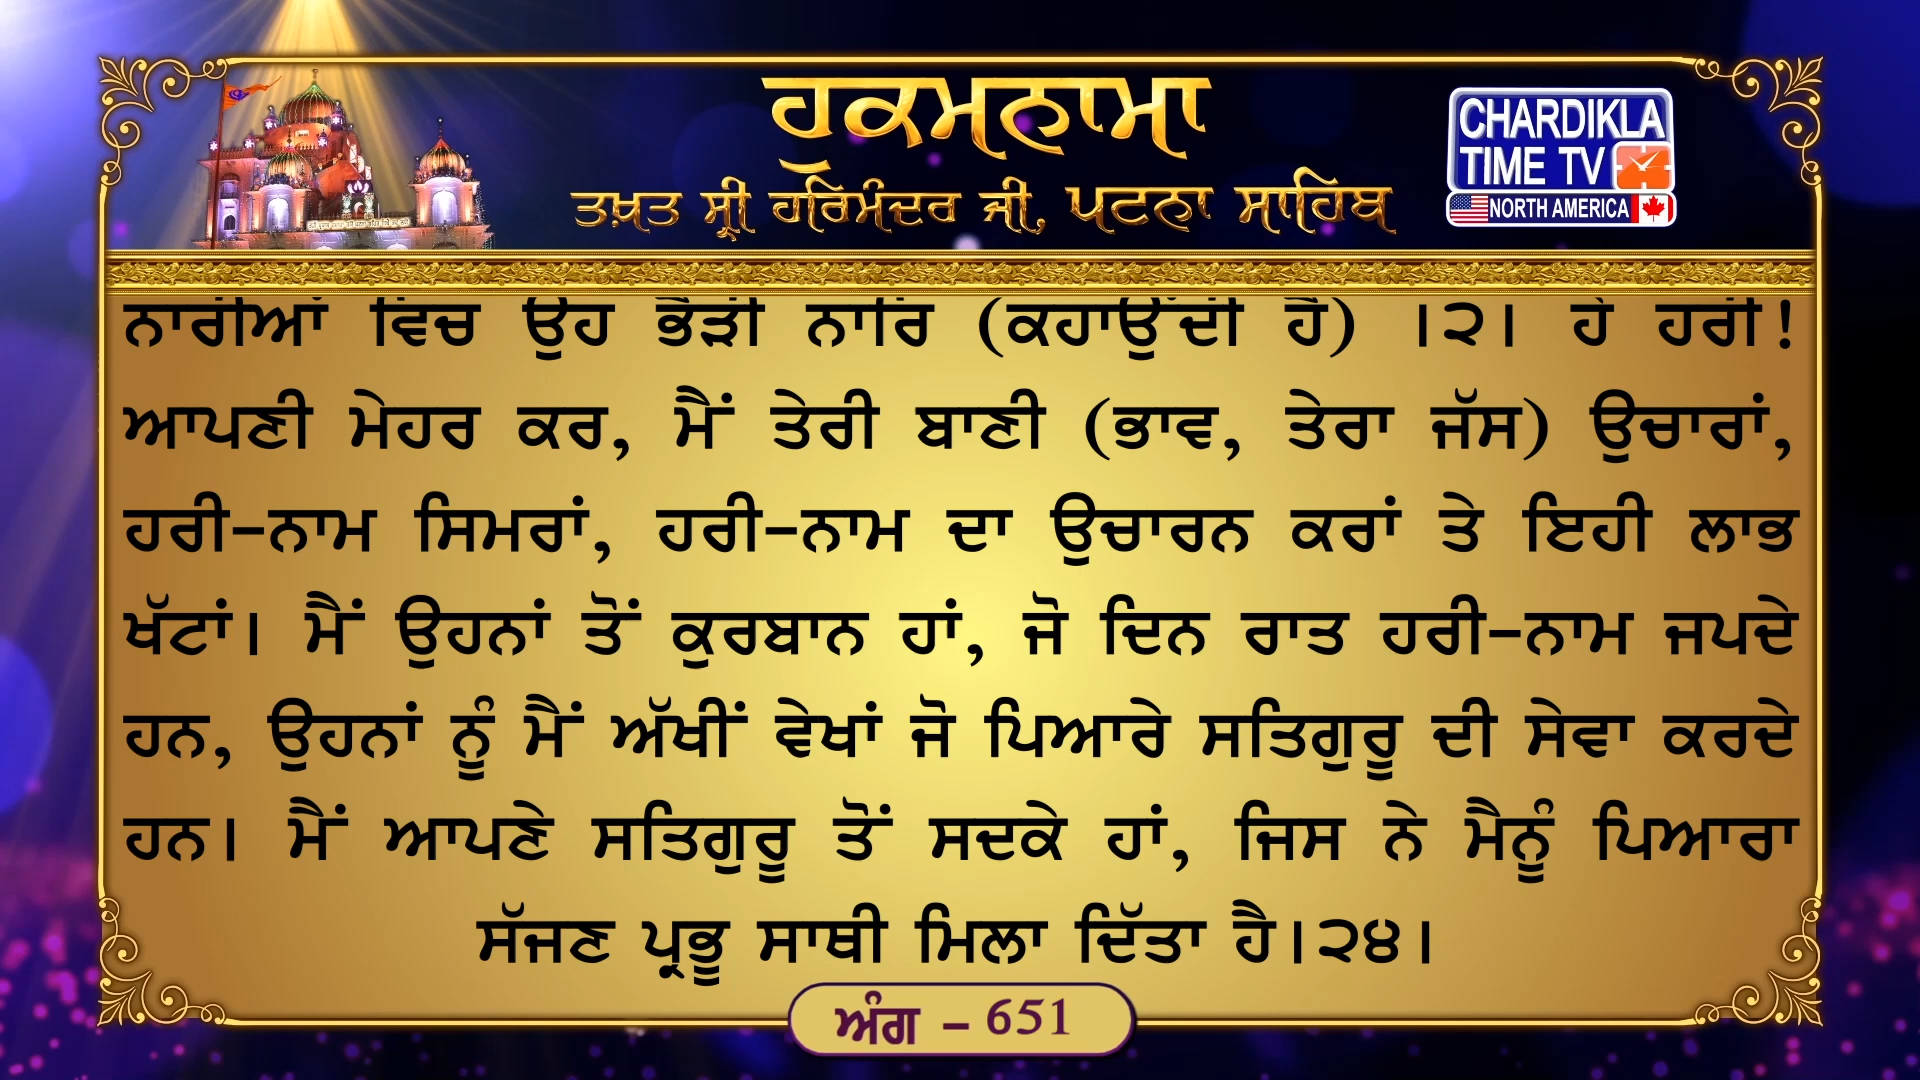 ਹੁਕਮਨਾਮਾ
ਤਖ਼ਤ ਸ੍ਰੀ ਹਰਿਮੰਦਰ ਜੀ, ਪਟਨਾ ਸਾਹਿਬ
CHARDIKLA
TIME TV
NORTH AMERICA
ਨਾਰੀਆਂ ਵਿਚ ਉਹ ਭੈੜੀ ਨਾਰਿ (ਕਹਾਉਂਦੀ ਹੈ) ।੨। ਹੇ ਹਰੀ!
ਆਪਣੀ ਮੇਹਰ ਕਰ, ਮੈਂ ਤੇਰੀ ਬਾਣੀ (ਭਾਵ, ਤੇਰਾ ਜੱਸ) ਉਚਾਰਾਂ,
ਹਰੀ-ਨਾਮ ਸਿਮਰਾਂ, ਹਰੀ-ਨਾਮ ਦਾ ਉਚਾਰਨ ਕਰਾਂ ਤੇ ਇਹੀ ਲਾਭ
ਖੱਟਾਂ। ਮੈਂ ਉਹਨਾਂ ਤੋਂ ਕੁਰਬਾਨ ਹਾਂ, ਜੋ ਦਿਨ ਰਾਤ ਹਰੀ-ਨਾਮ ਜਪਦੇ
ਹਨ, ਉਹਨਾਂ ਨੂੰ ਮੈਂ ਅੱਖੀਂ ਵੇਖਾਂ ਜੋ ਪਿਆਰੇ ਸਤਿਗੁਰੂ ਦੀ ਸੇਵਾ ਕਰਦੇ
ਹਨ। ਮੈਂ ਆਪਣੇ ਸਤਿਗੁਰੂ ਤੋਂ ਸਦਕੇ ਹਾਂ, ਜਿਸ ਨੇ ਮੈਨੂੰ ਪਿਆਰਾ
ਸੱਜਣ ਪ੍ਰਭੂ ਸਾਥੀ ਮਿਲਾ ਦਿੱਤਾ ਹੈ।੨੪।
ਅੰਗ - 651